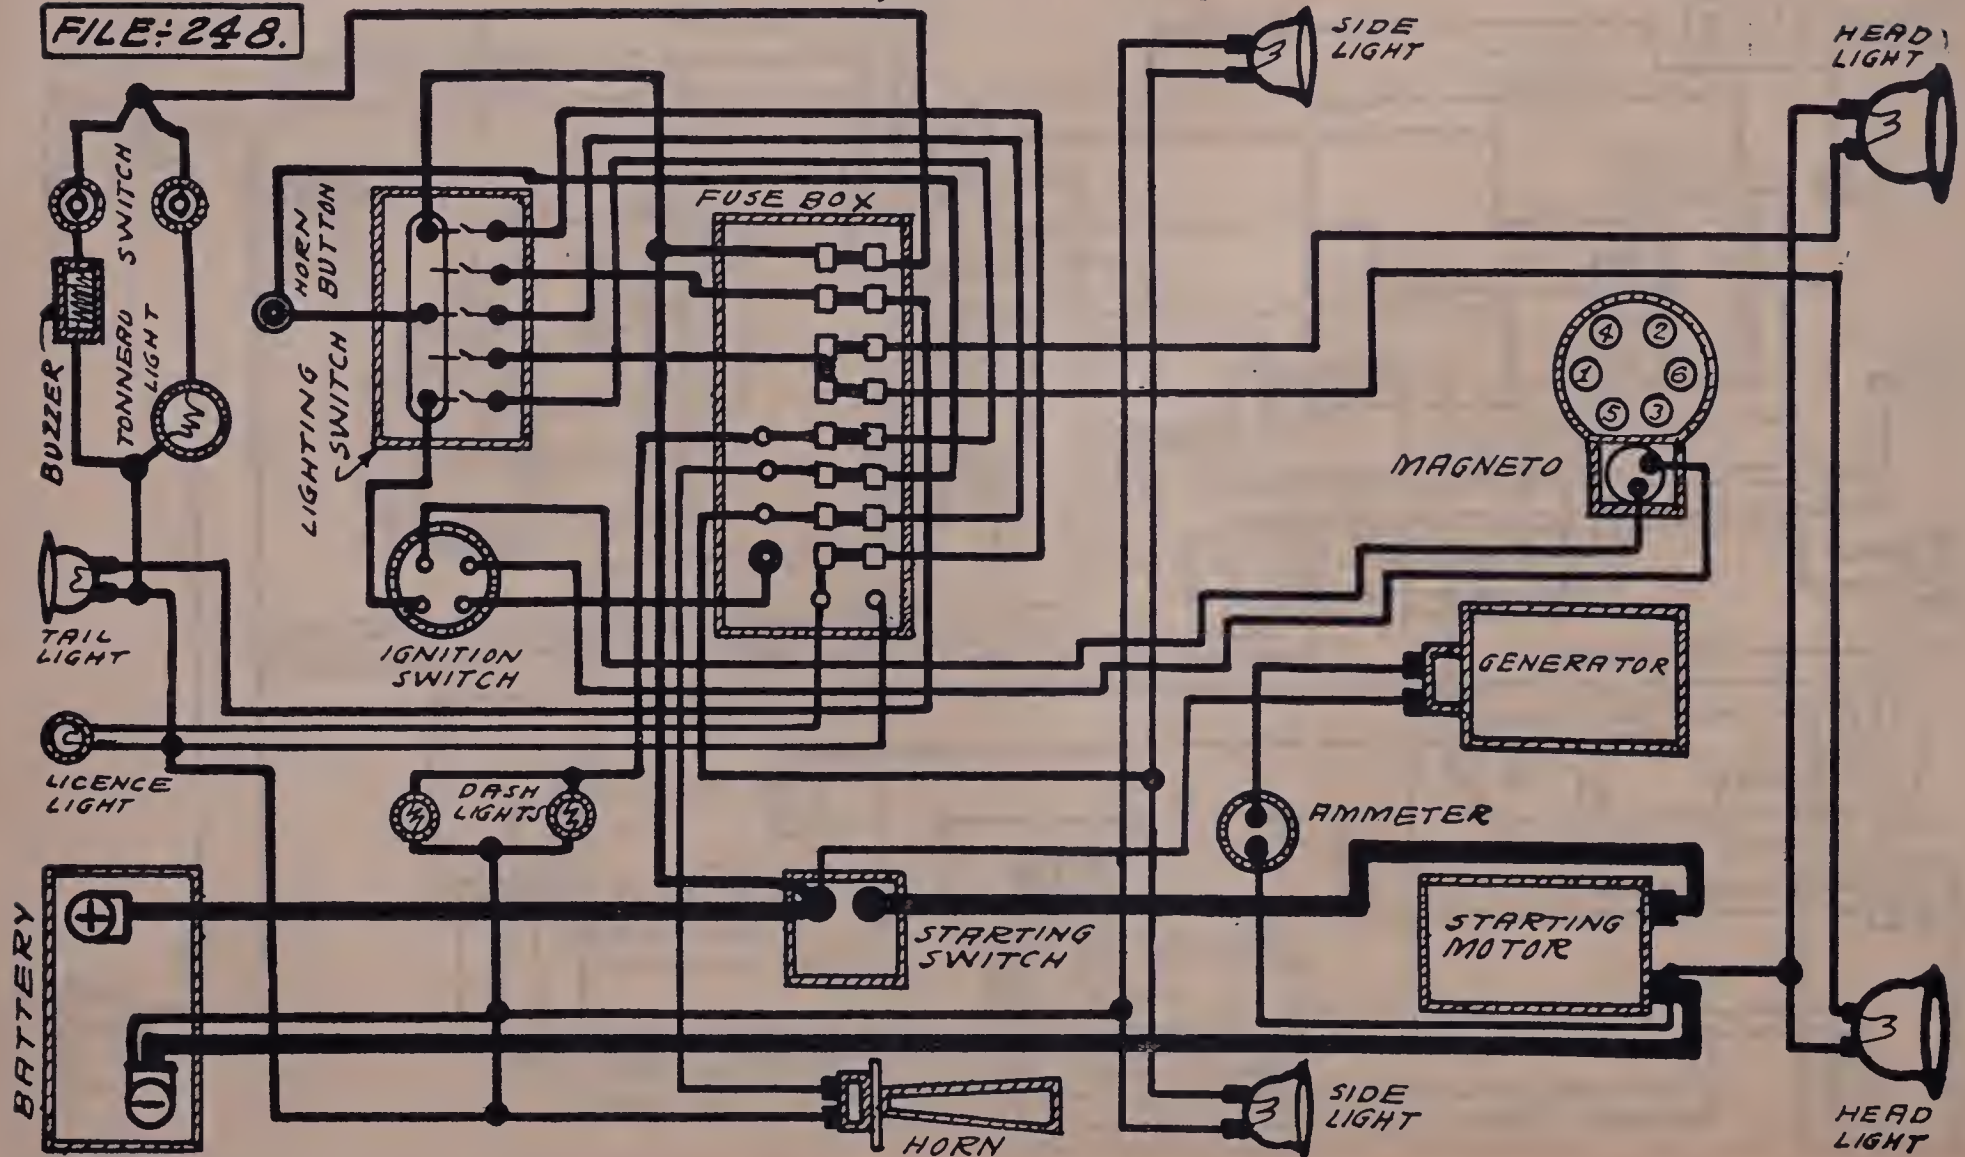 FILE:-248.
SIDE
LIGHT
HEAD
LIGHT
SWITCH
HORN
BUTTON
FUSE BOX
BUZZER
TONNEAU
LIGHT
LIGHTING
SWITCH
4
2
1
6
5
3
MAGNETO
TAIL
LIGHT
IGNITION
SWITCH
GENERATOR
LICENCE
LIGHT
DASH
LIGHTS
AMMETER
BATTERY
+
STARTING
SWITCH
STARTING
MOTOR
−
HORN
SIDE
LIGHT
HEAD
LIGHT